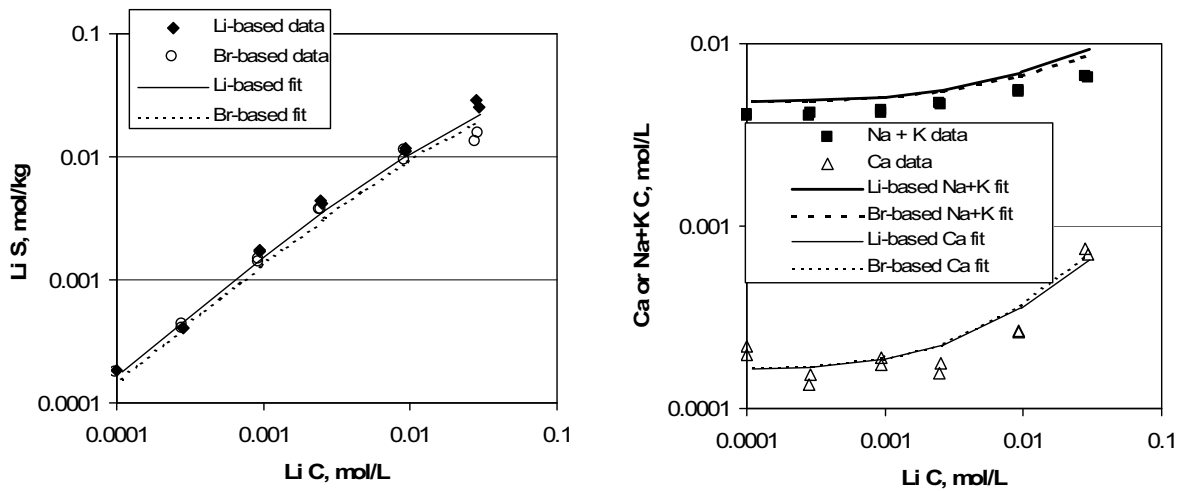 0.1
0.01
0.001
0.0001
Li S, mol/kg
Li-based data
Br-based data
Li-based fit
Br-based fit
0.0001 0.001 0.01 0.1
Li C, mol/L
0.01
0.001
0.0001
Ca or Na+K C, mol/L
Na + K data
Ca data
Li-based Na+K fit
Br-based Na+K fit
Li-based Ca fit
Br-based Ca fit
0.0001 0.001 0.01 0.1
Li C, mol/L